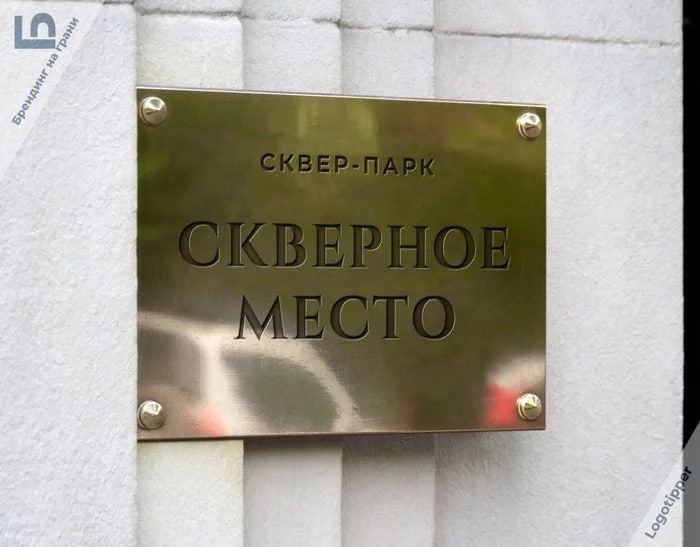 Брендинг на грани
СКВЕР-ПАРК
СКВЕРНОЕ
МЕСТО
Logotipper